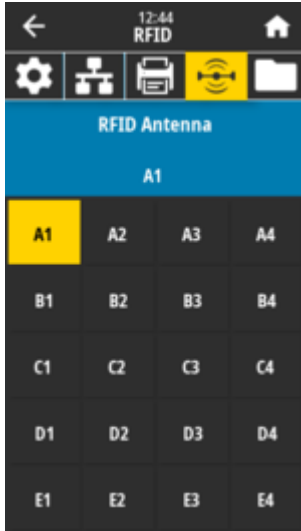 12:44
RFID
RFID Antenna
A1
A1 A2 A3 A4
B1 B2 B3 B4
C1 C2 C3 C4
D1 D2 D3 D4
E1 E2 E3 E4